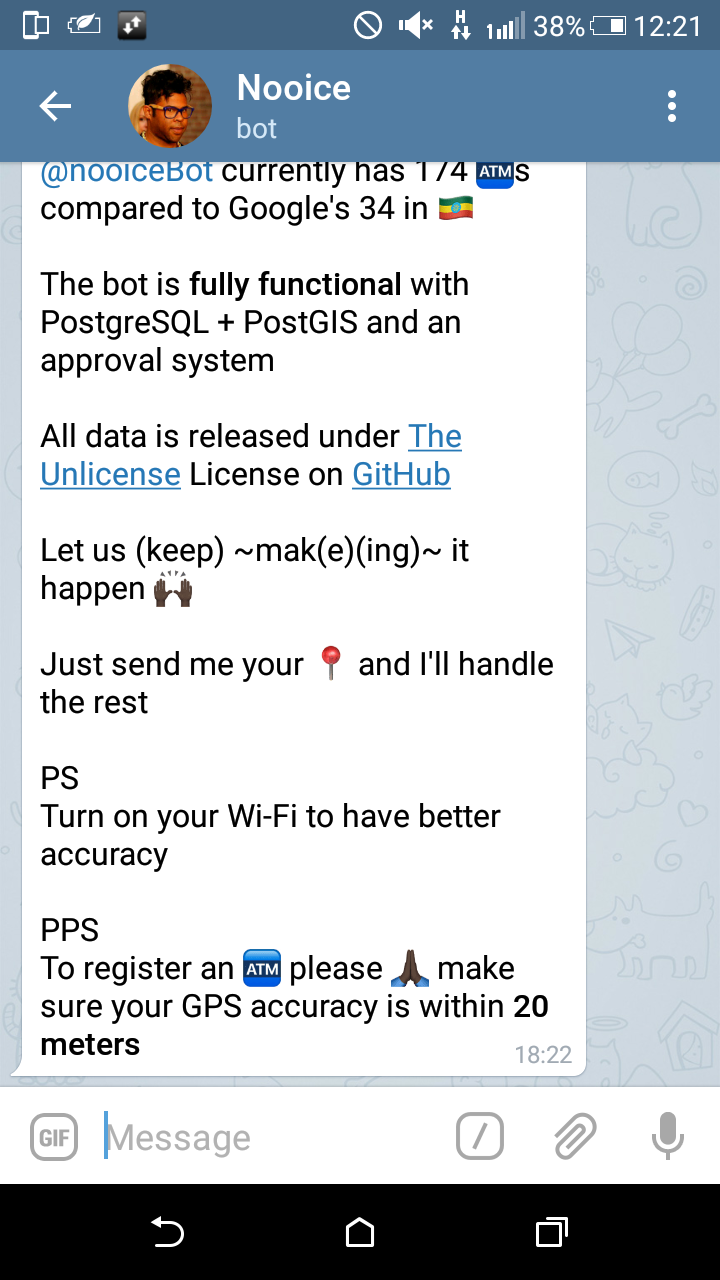 H
38%
12:21
Nooice
bot
@nooiceBot currently has 174 🏧s
compared to Google's 34 in 🇪🇹
The bot is fully functional with
PostgreSQL + PostGIS and an
approval system
All data is released under The
Unlicense License on GitHub
Let us (keep) ~mak(e)(ing)~ it
happen 🙌🏿
Just send me your 📍 and I'll handle
the rest
PS
Turn on your Wi-Fi to have better
accuracy
PPS
To register an 🏧 please 🙏🏿 make
sure your GPS accuracy is within 20
meters
18:22
GIF
Message
/